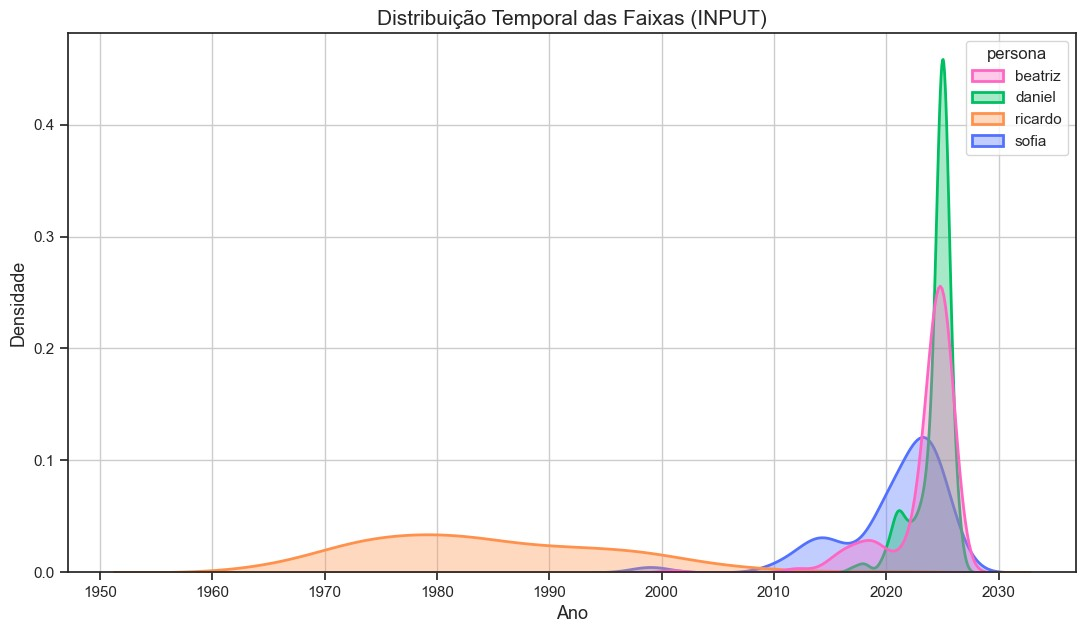 Distribuição Temporal das Faixas (INPUT)
persona
beatriz
daniel
ricardo
sofia
Densidade
0.4
0.3
0.2
0.1
0.0
1950 1960 1970 1980 1990 2000 2010 2020 2030
Ano